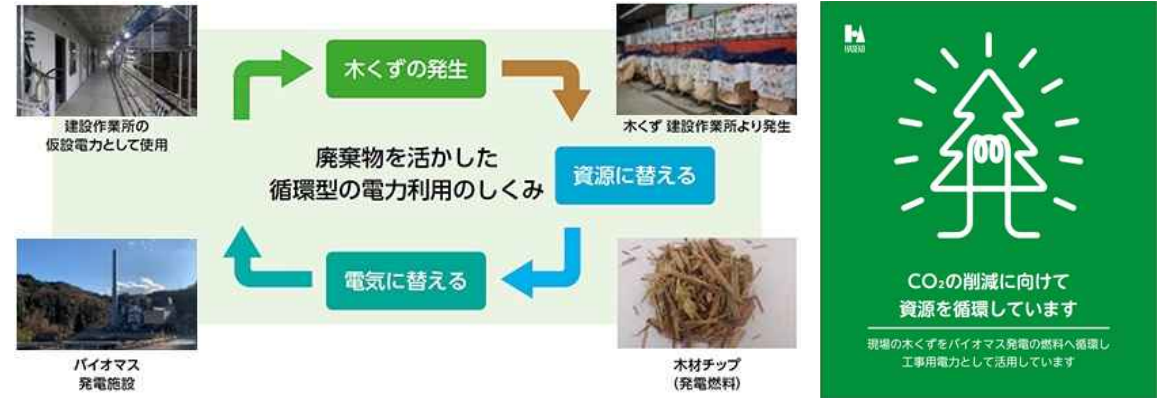 木くずの発生
建設作業所の
仮設電力として使用
木くず 建設作業所より発生
廃棄物を活かした
循環型の電力利用のしくみ
資源に替える
電気に替える
バイオマス
発電施設
木材チップ
(発電燃料)
HASEKO
CO₂の削減に向けて
資源を循環しています
現場の木くずをバイオマス発電の燃料へ循環し
工事用電力として活用しています